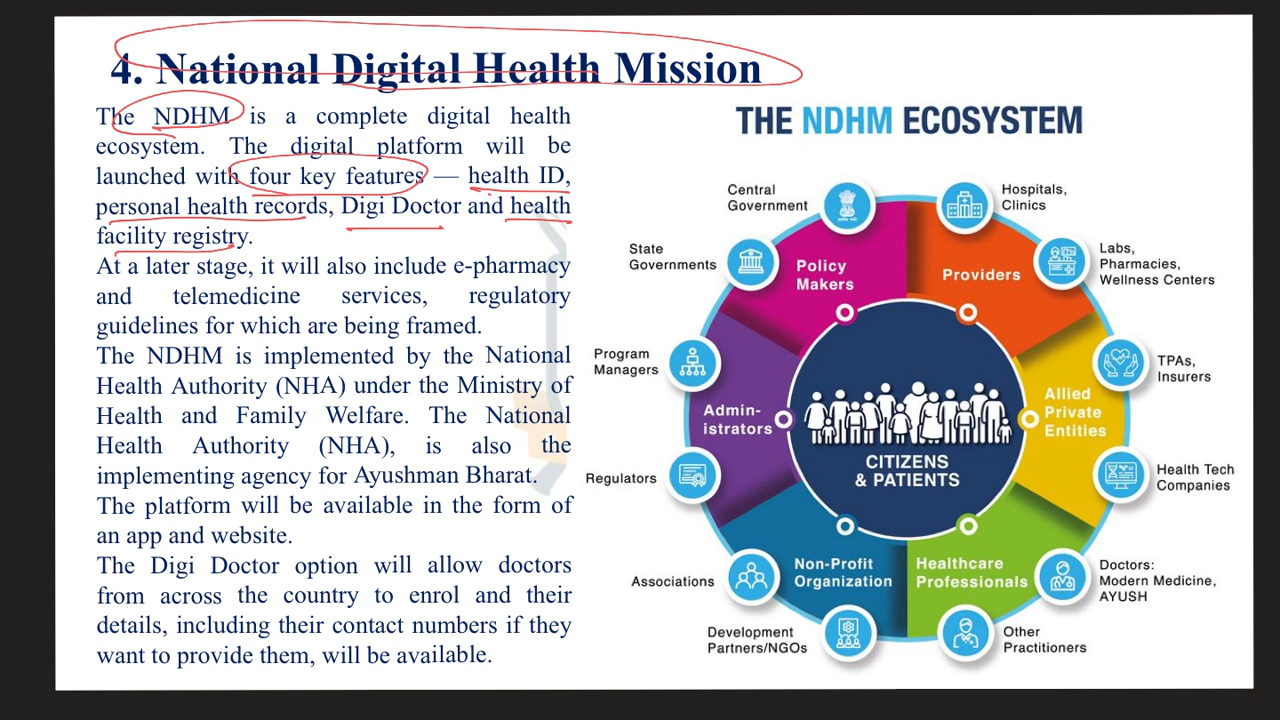 4. National Digital Health Mission
The NDHM is a complete digital health
ecosystem. The digital platform will be
launched with four key features — health ID,
personal health records, Digi Doctor and health
facility registry.
At a later stage, it will also include e-pharmacy
and telemedicine services, regulatory
guidelines for which are being framed.
The NDHM is implemented by the National
Health Authority (NHA) under the Ministry of
Health and Family Welfare. The National
Health Authority (NHA), is also the
implementing agency for Ayushman Bharat.
The platform will be available in the form of
an app and website.
The Digi Doctor option will allow doctors
from across the country to enrol and their
details, including their contact numbers if they
want to provide them, will be available.
THE NDHM ECOSYSTEM
Central
Government
Hospitals,
Clinics
State
Governments
Labs,
Pharmacies,
Wellness Centers
Policy
Makers
Providers
Program
Managers
TPAs,
Insurers
Admin-
istrators
Allied
Private
Entities
CITIZENS
& PATIENTS
Regulators
Health Tech
Companies
Non-Profit
Organization
Healthcare
Professionals
Associations
Doctors:
Modern Medicine,
AYUSH
Development
Partners/NGOs
Other
Practitioners